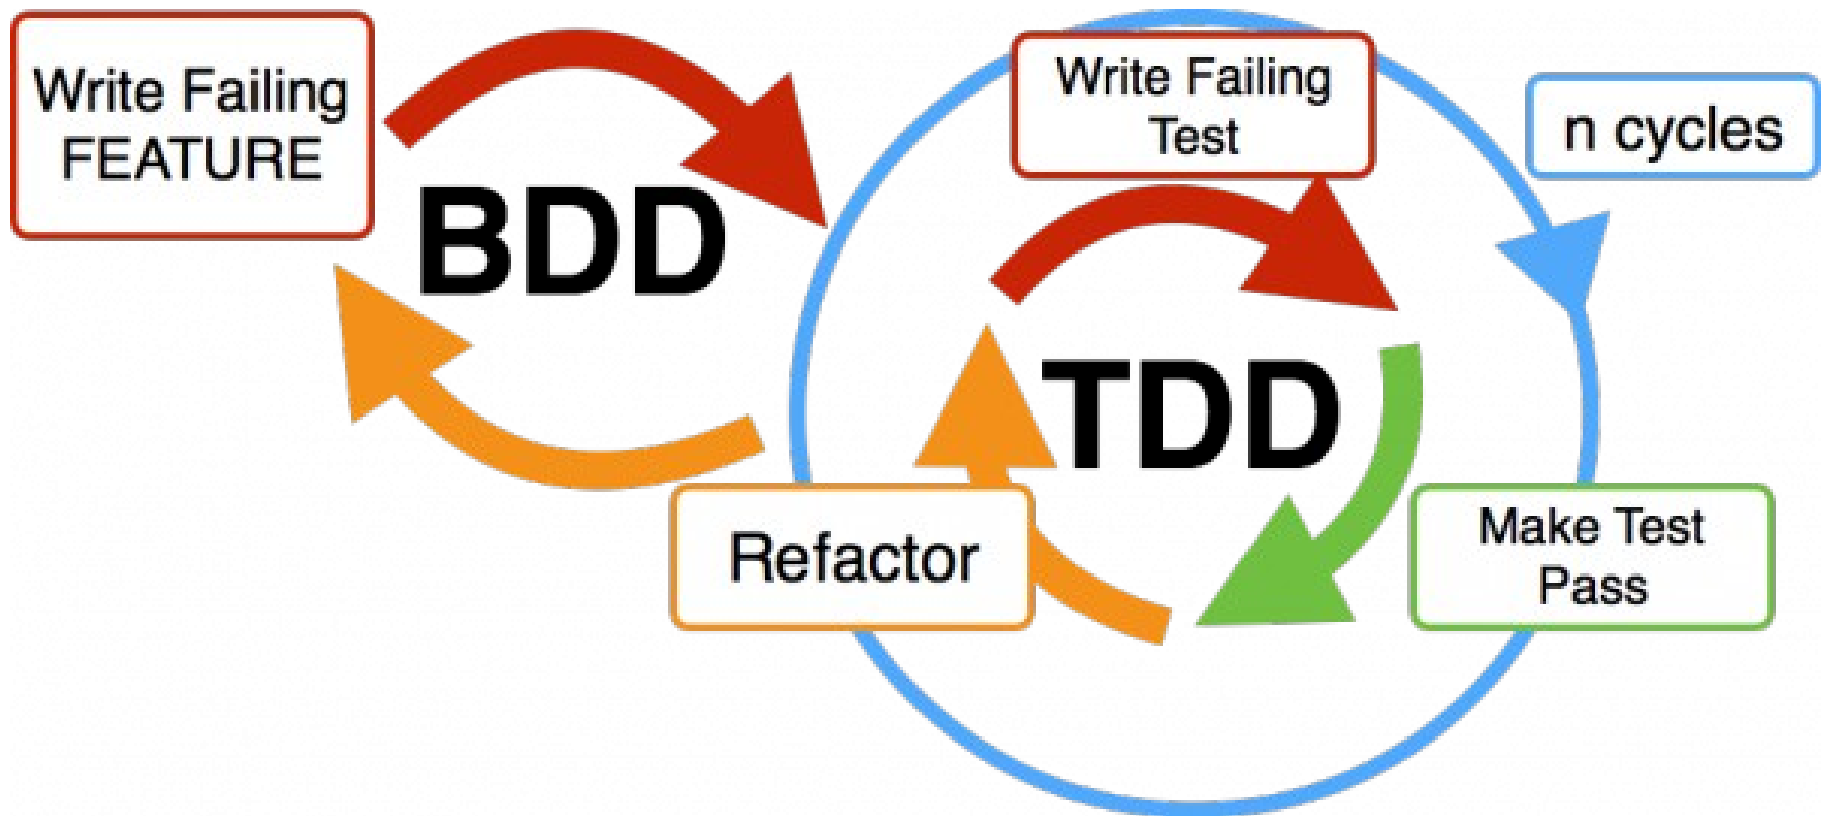 Write Failing
FEATURE
BDD
Write Failing
Test
n cycles
TDD
Refactor
Make Test
Pass